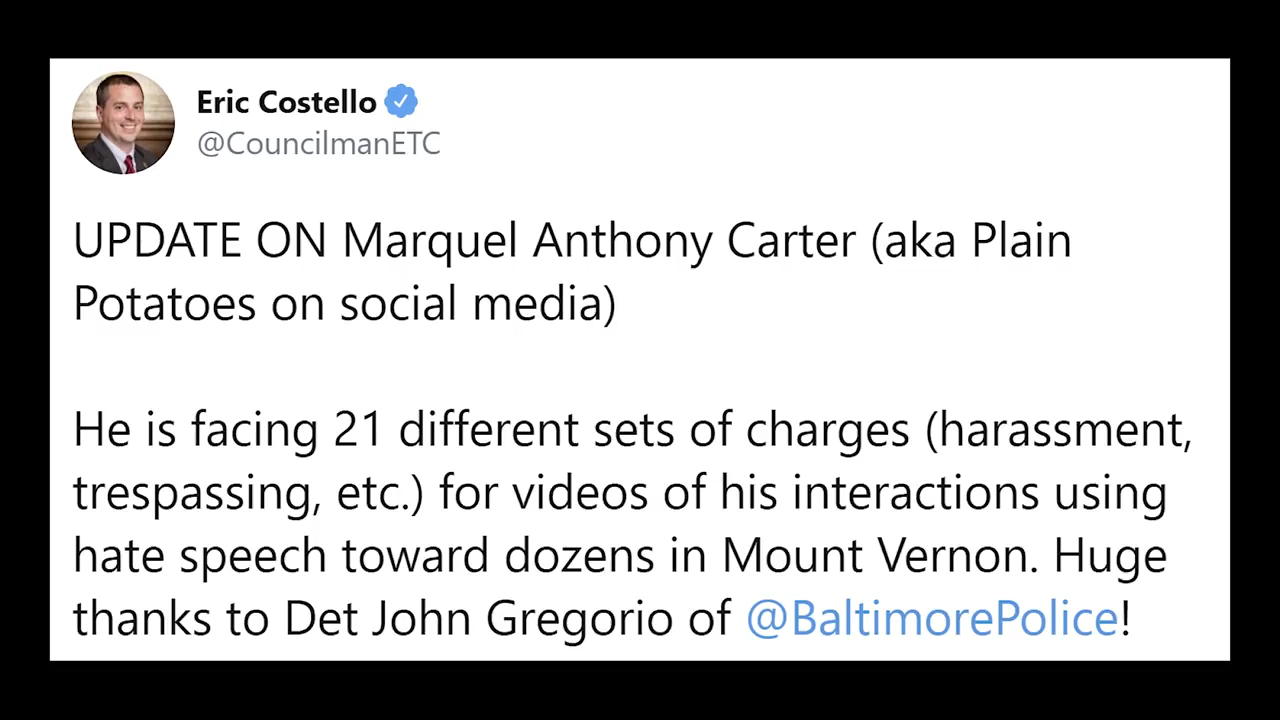 Eric Costello
@CouncilmanETC
UPDATE ON Marquel Anthony Carter (aka Plain
Potatoes on social media)
He is facing 21 different sets of charges (harassment,
trespassing, etc.) for videos of his interactions using
hate speech toward dozens in Mount Vernon. Huge
thanks to Det John Gregorio of @BaltimorePolice!